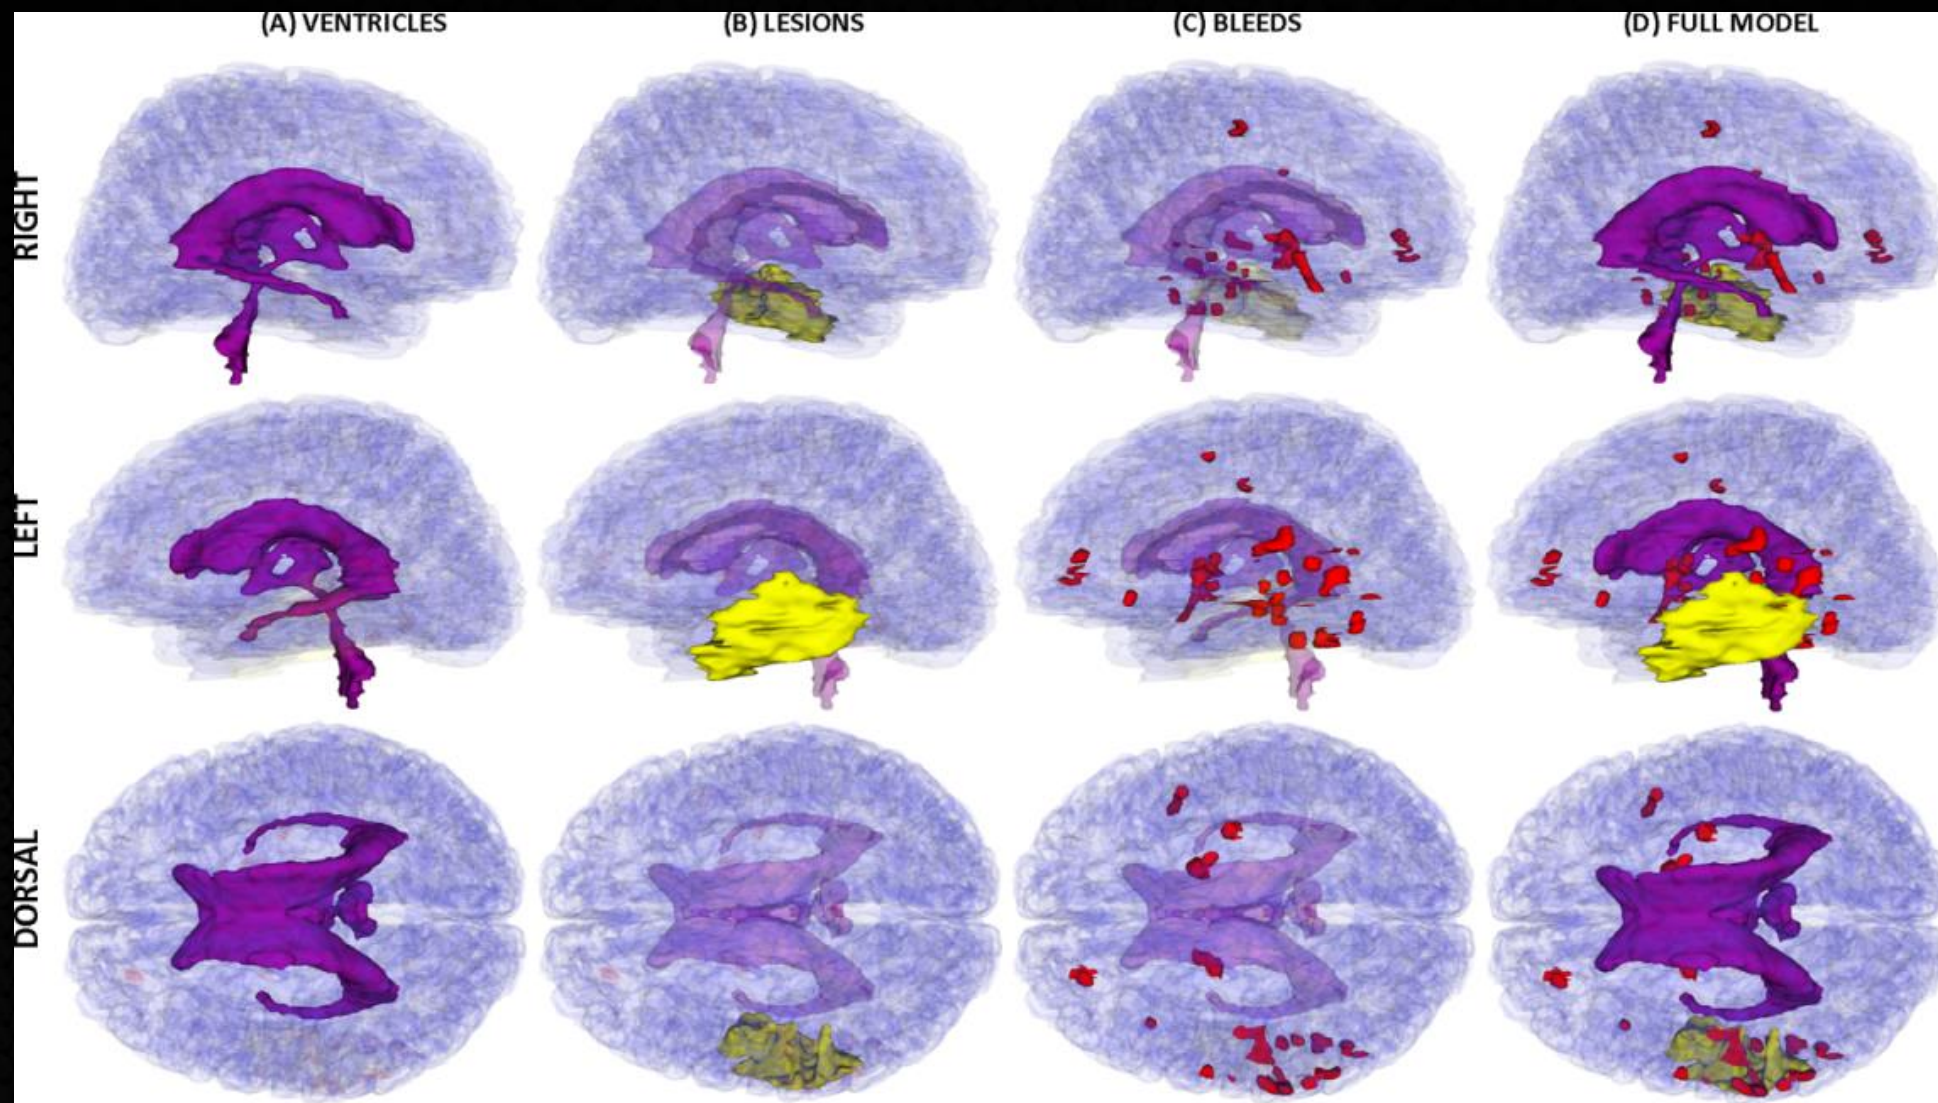 (A) VENTRICLES
(B) LESIONS
(C) BLEEDS
(D) FULL MODEL
RIGHT
LEFT
DORSAL